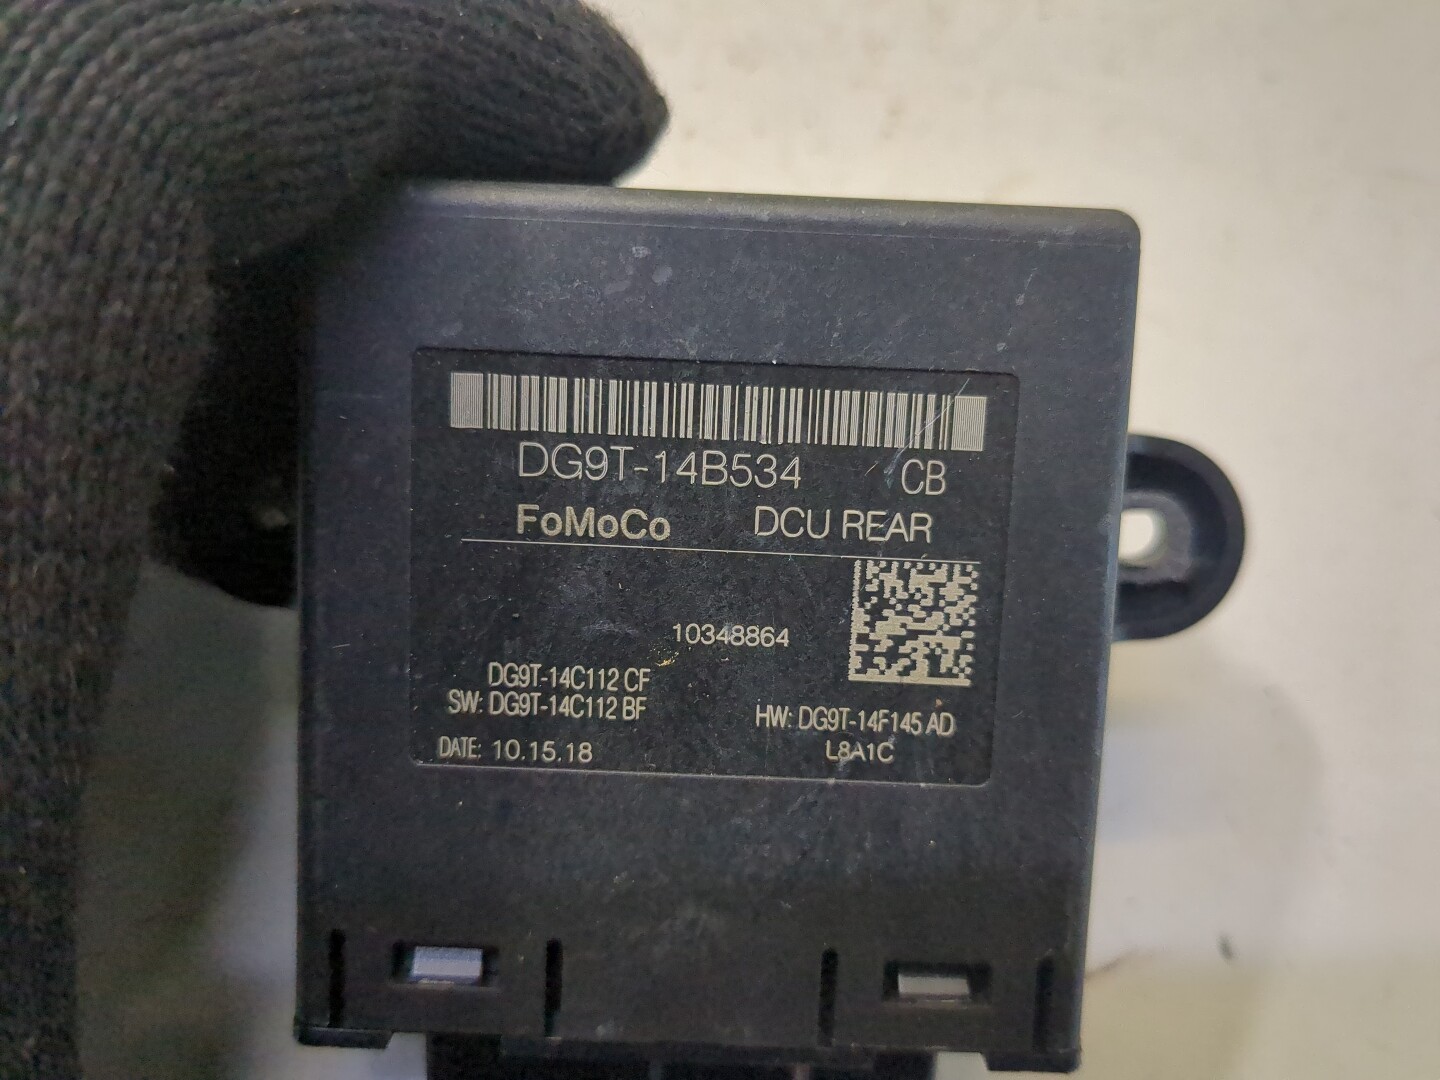 DG9T-14B534 CB
FoMoCo DCU REAR
10348864
DG9T-14C112 CF
SW: DG9T-14C112 BF HW: DG9T-14F145 AD
DATE: 10.15.18 L8A1C